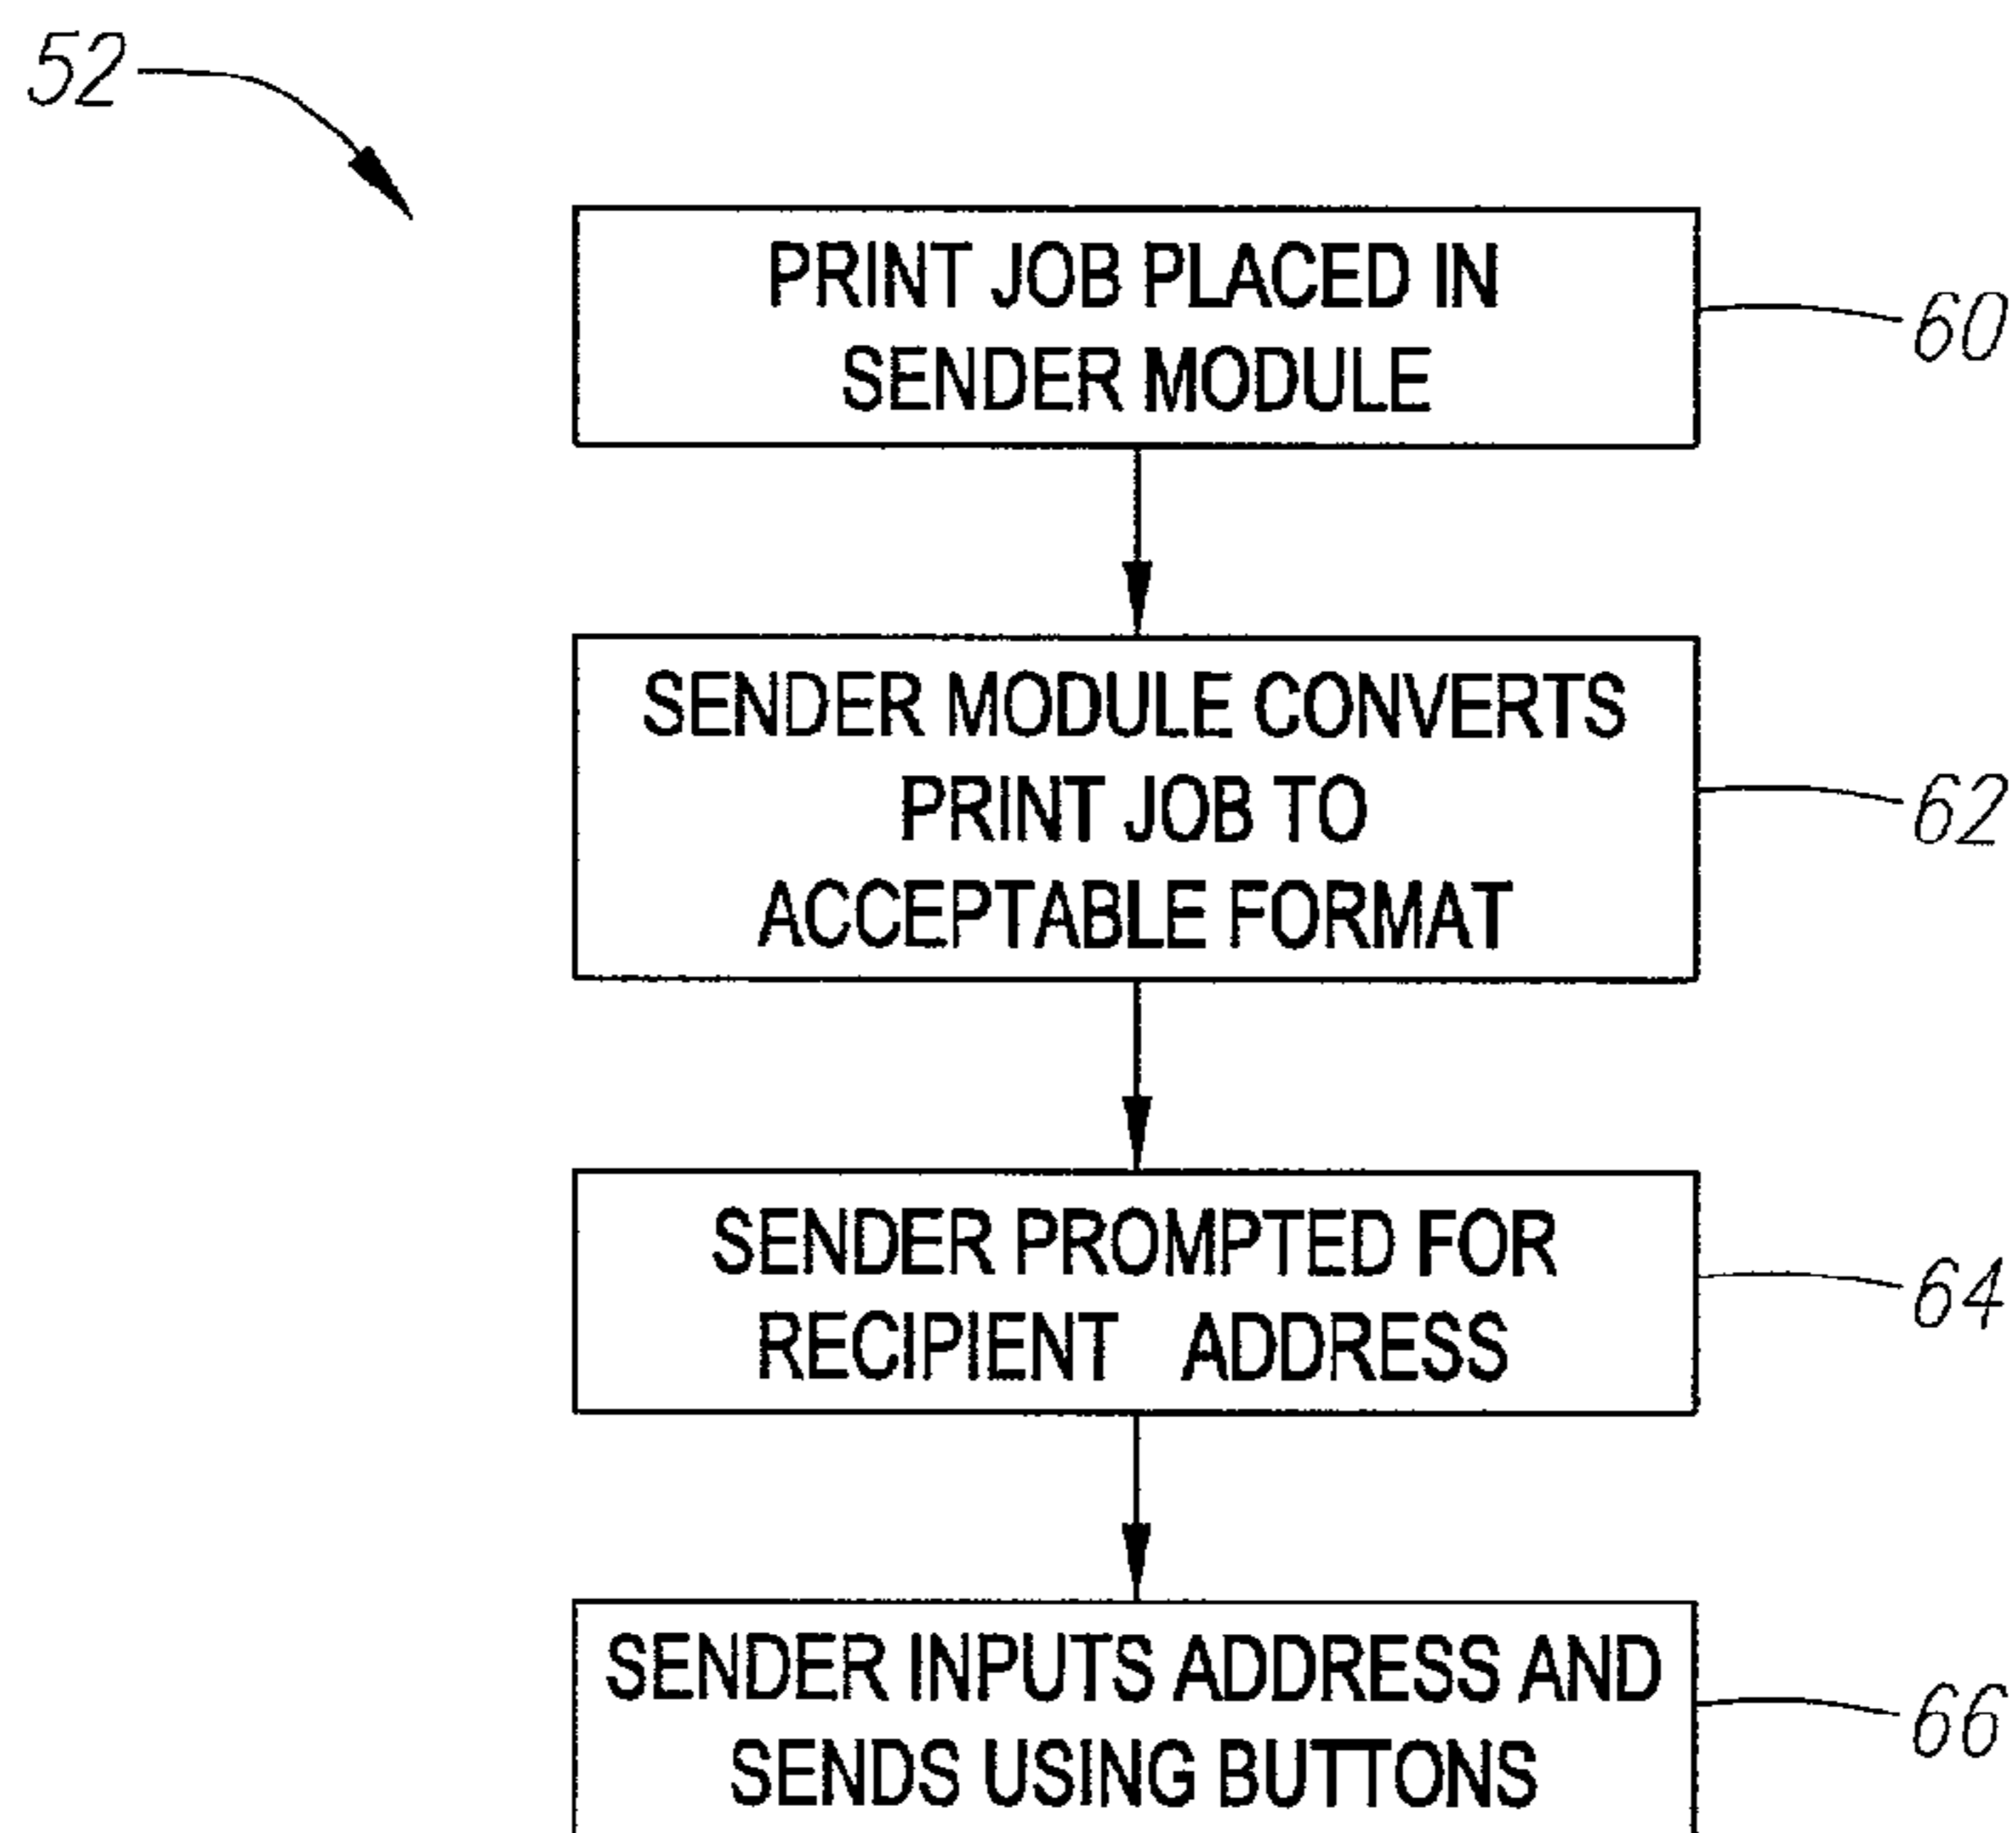 52
PRINT JOB PLACED IN
SENDER MODULE
60
SENDER MODULE CONVERTS
PRINT JOB TO
ACCEPTABLE FORMAT
62
SENDER PROMPTED FOR
RECIPIENT ADDRESS
64
SENDER INPUTS ADDRESS AND
SENDS USING BUTTONS
66